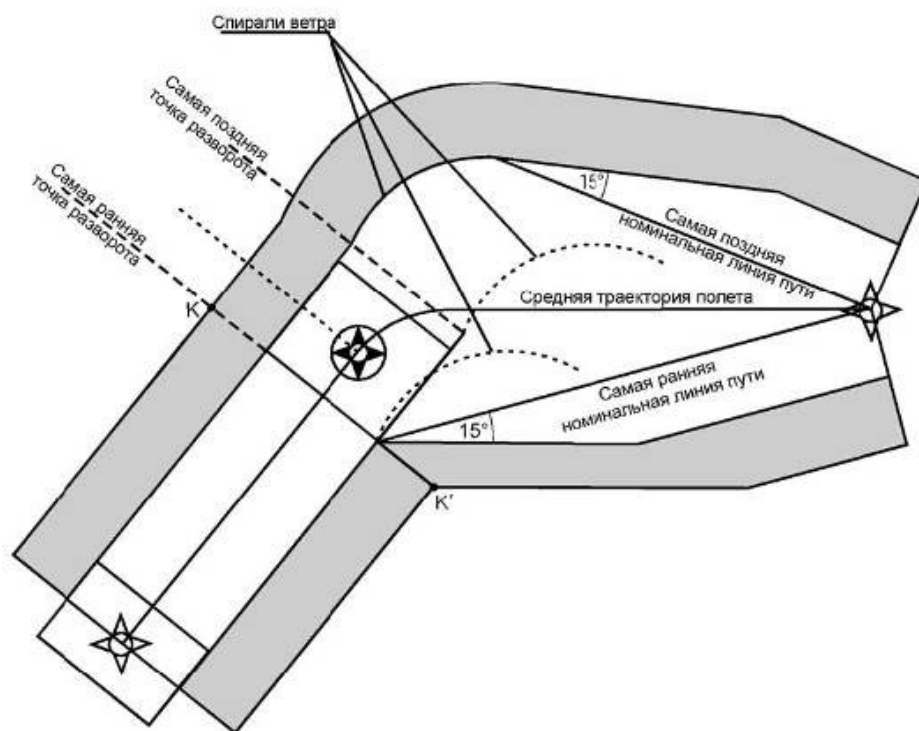 Спирали ветра
Самая поздняя
точка разворота
Самая ранняя
точка разворота
15°
Самая поздняя
номинальная линия пути
K
Средняя траектория полета
Самая ранняя
номинальная линия пути
15°
K'